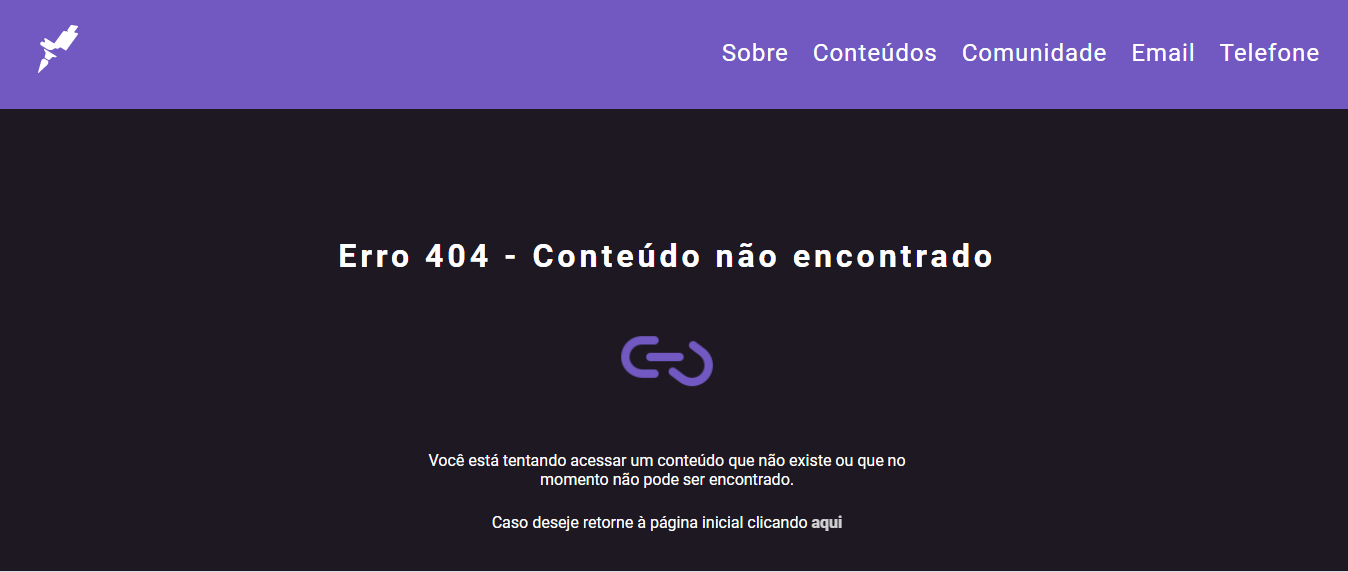 Sobre Conteúdos Comunidade Email Telefone
Erro 404 - Conteúdo não encontrado
Você está tentando acessar um conteúdo que não existe ou que no
momento não pode ser encontrado.
Caso deseje retorne à página inicial clicando aqui